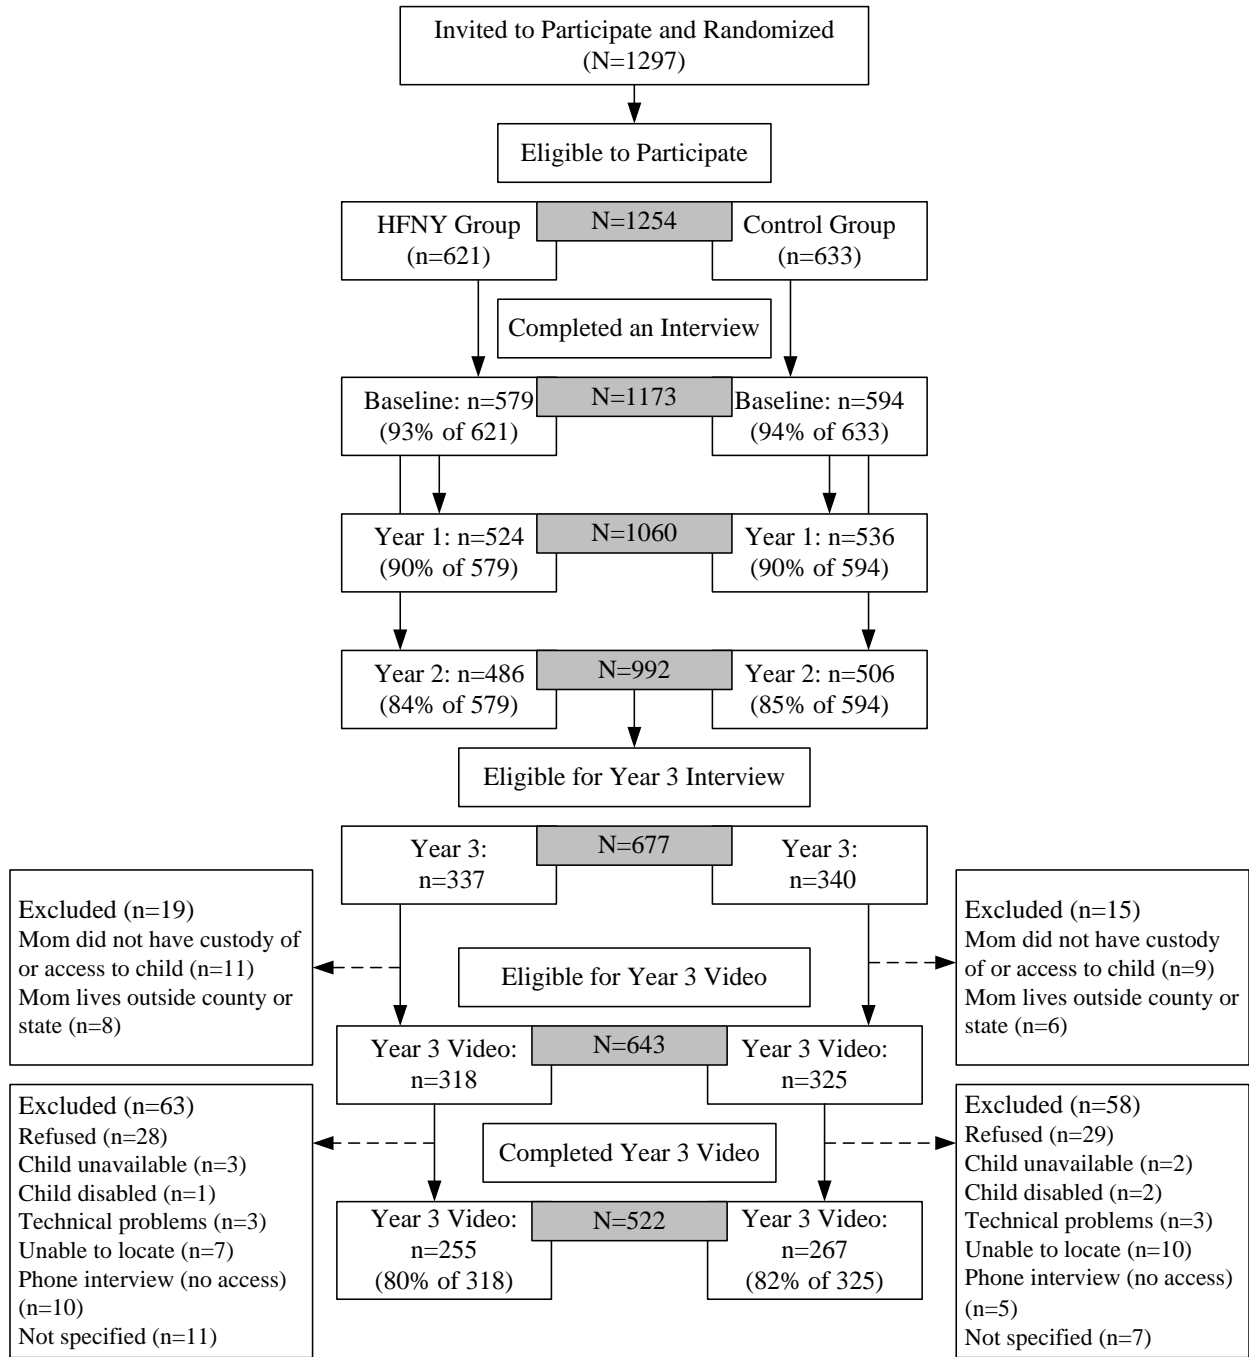 Invited to Participate and Randomized
(N=1297)
Eligible to Participate
HFNY Group
(n=621)
N=1254
Control Group
(n=633)
Completed an Interview
Baseline: n=579
(93% of 621)
N=1173
Baseline: n=594
(94% of 633)
Year 1: n=524
(90% of 579)
N=1060
Year 1: n=536
(90% of 594)
Year 2: n=486
(84% of 579)
N=992
Year 2: n=506
(85% of 594)
Eligible for Year 3 Interview
Year 3:
n=337
N=677
Year 3:
n=340
Excluded (n=19)
Mom did not have custody of
or access to child (n=11)
Mom lives outside county or
state (n=8)
Eligible for Year 3 Video
Excluded (n=15)
Mom did not have custody
of or access to child (n=9)
Mom lives outside county or
state (n=6)
Year 3 Video:
n=318
N=643
Year 3 Video:
n=325
Excluded (n=63)
Refused (n=28)
Child unavailable (n=3)
Child disabled (n=1)
Technical problems (n=3)
Unable to locate (n=7)
Phone interview (no access)
(n=10)
Not specified (n=11)
Completed Year 3 Video
Excluded (n=58)
Refused (n=29)
Child unavailable (n=2)
Child disabled (n=2)
Technical problems (n=3)
Unable to locate (n=10)
Phone interview (no access)
(n=5)
Not specified (n=7)
Year 3 Video:
n=255
(80% of 318)
N=522
Year 3 Video:
n=267
(82% of 325)